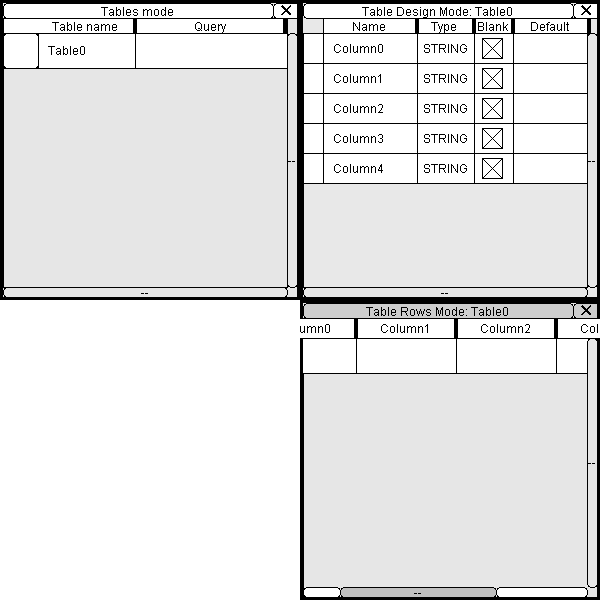 Tables mode
Table name Query
Table0
--
--
Table Design Mode: Table0
Name Type Blank Default
Column0 STRING
Column1 STRING
Column2 STRING
Column3 STRING
Column4 STRING
--
--
Table Rows Mode: Table0
umn0 Column1 Column2 Col
--
--